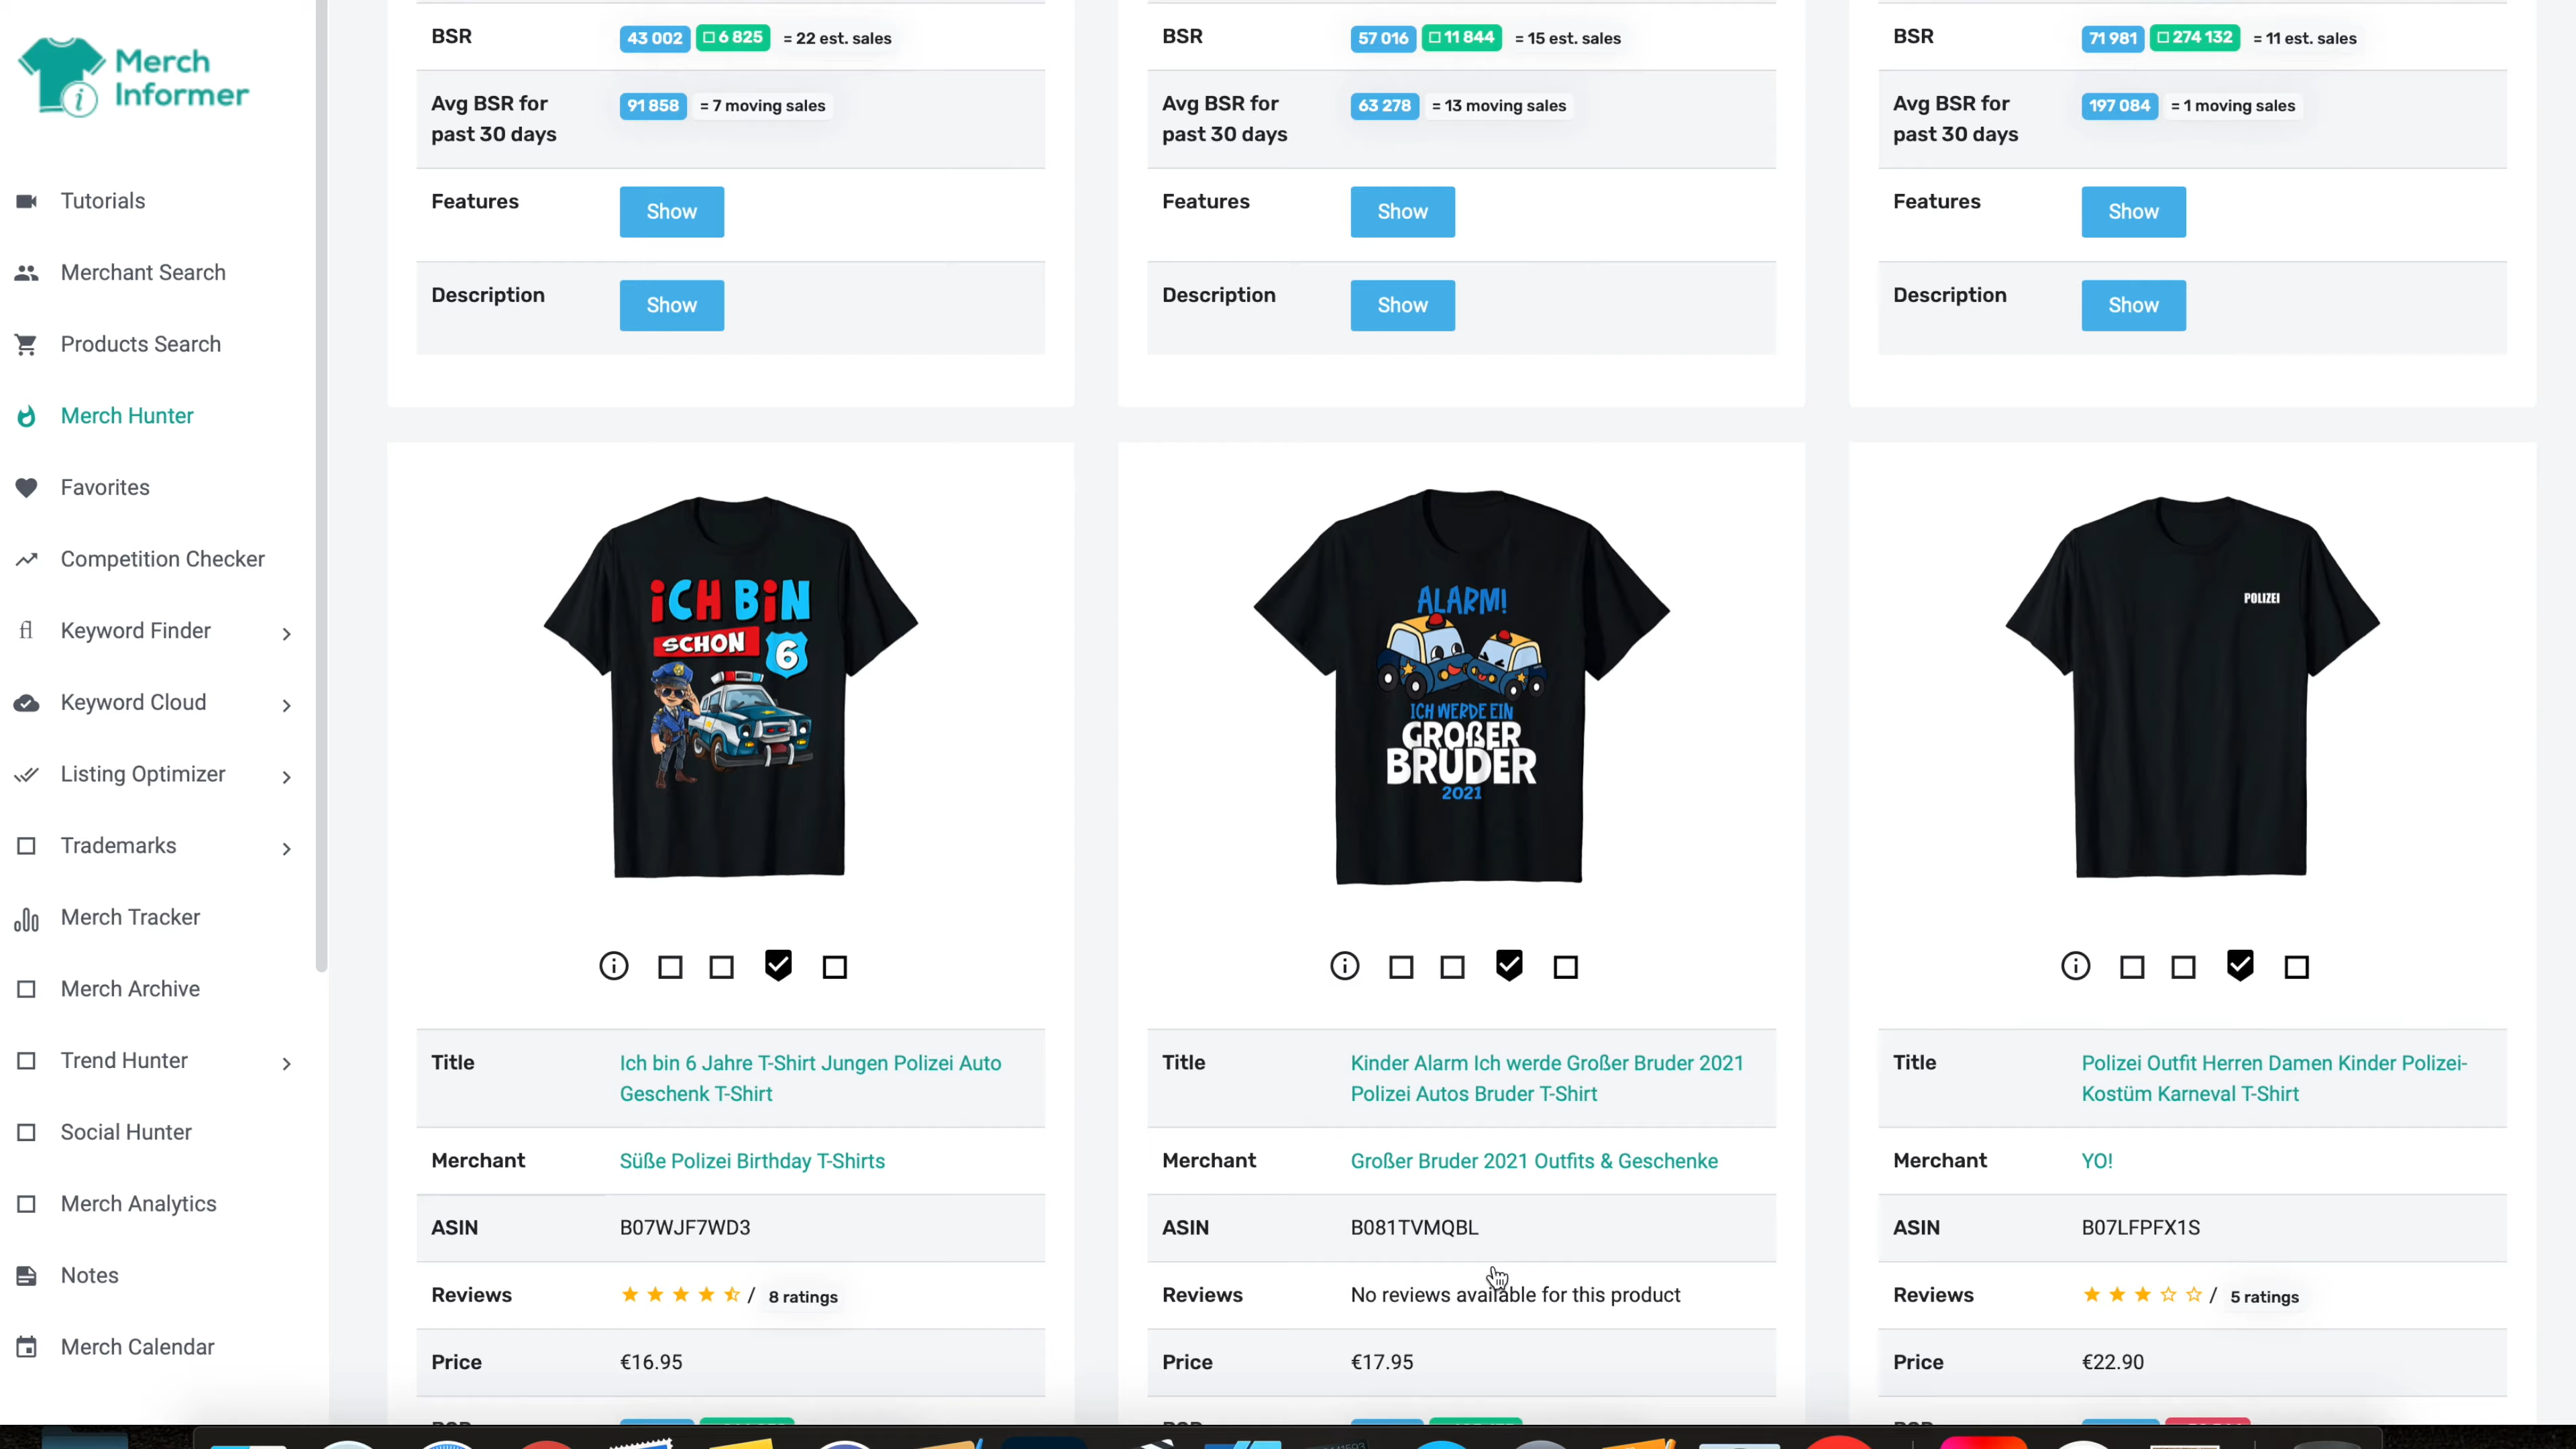 Merch
Informer
Tutorials
Merchant Search
Products Search
Merch Hunter
Favorites
Competition Checker
Keyword Finder
Keyword Cloud
Listing Optimizer
Trademarks
Merch Tracker
Merch Archive
Trend Hunter
Social Hunter
Merch Analytics
Notes
Merch Calendar
BSR 43 002 6 825 = 22 est. sales
Avg BSR for past 30 days 91 858 = 7 moving sales
Features Show
Description Show
BSR 57 016 11 844 = 15 est. sales
Avg BSR for past 30 days 63 278 = 13 moving sales
Features Show
Description Show
BSR 71 981 274 132 = 11 est. sales
Avg BSR for past 30 days 197 084 = 1 moving sales
Features Show
Description Show
iCH BiN
SCHON 6
Title Ich bin 6 Jahre T-Shirt Jungen Polizei Auto
Geschenk T-Shirt
Merchant Süße Polizei Birthday T-Shirts
ASIN B07WJF7WD3
Reviews / 8 ratings
Price €16.95
ALARM!
ICH WERDE EIN
GROßER
BRUDER
2021
Title Kinder Alarm Ich werde Großer Bruder 2021
Polizei Autos Bruder T-Shirt
Merchant Großer Bruder 2021 Outfits & Geschenke
ASIN B081TVMQBL
Reviews No reviews available for this product
Price €17.95
POLIZEI
Title Polizei Outfit Herren Damen Kinder Polizei-
Kostüm Karneval T-Shirt
Merchant YO!
ASIN B07LFPFX1S
Reviews / 5 ratings
Price €22.90